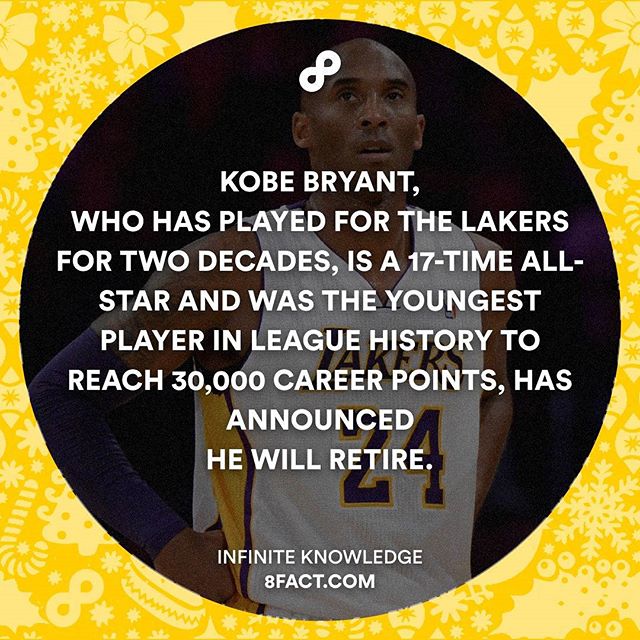 KOBE BRYANT,
WHO HAS PLAYED FOR THE LAKERS
FOR TWO DECADES, IS A 17-TIME ALL-
STAR AND WAS THE YOUNGEST
PLAYER IN LEAGUE HISTORY TO
REACH 30,000 CAREER POINTS, HAS
ANNOUNCED
HE WILL RETIRE.
LAKERS
24
INFINITE KNOWLEDGE
8FACT.COM